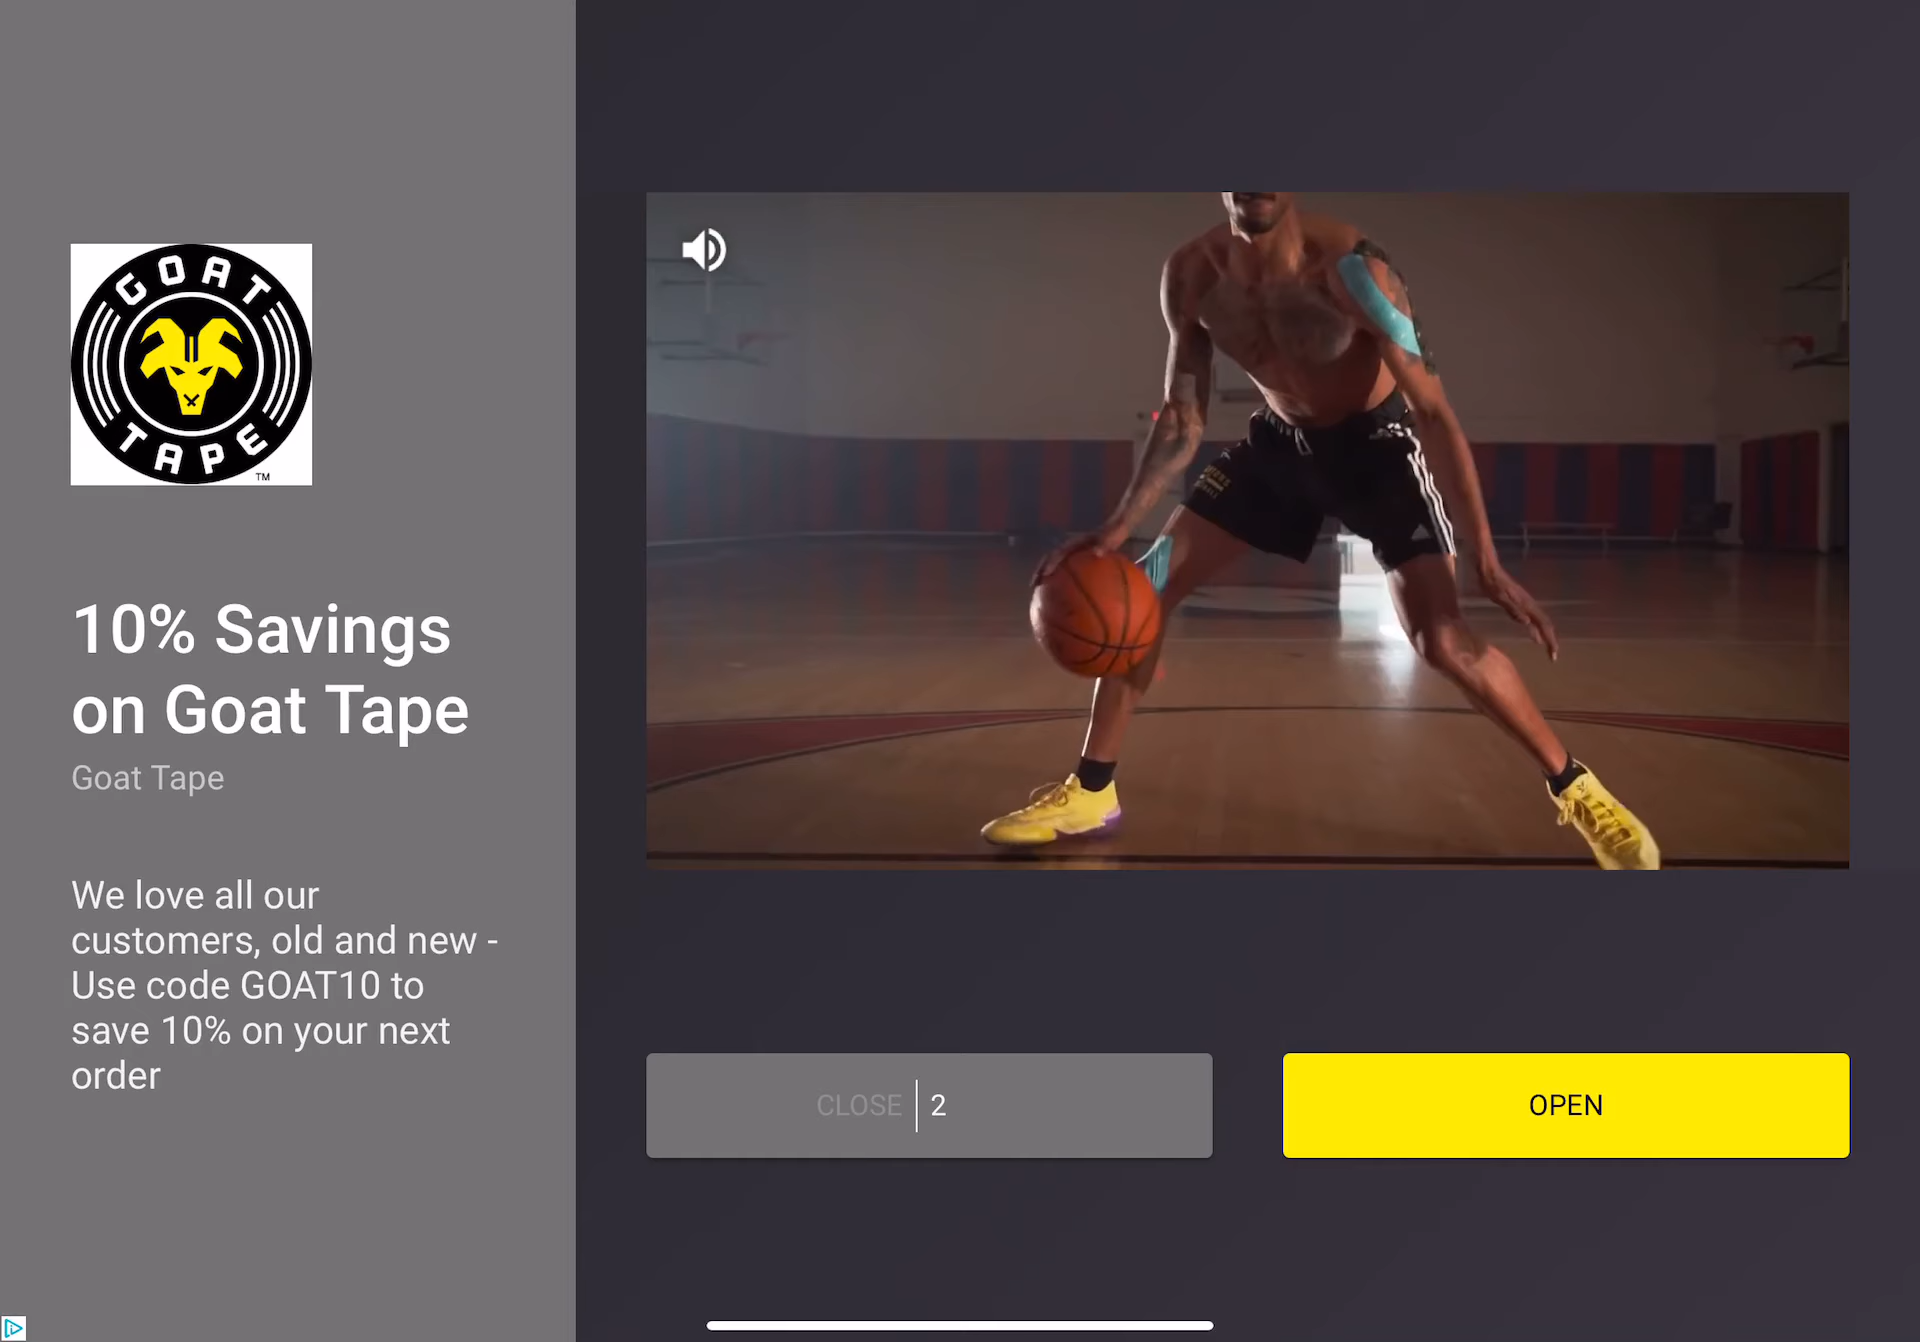 GOAT
TAPE
TM
10% Savings
on Goat Tape
Goat Tape
We love all our
customers, old and new -
Use code GOAT10 to
save 10% on your next
order
CLOSE
2
OPEN